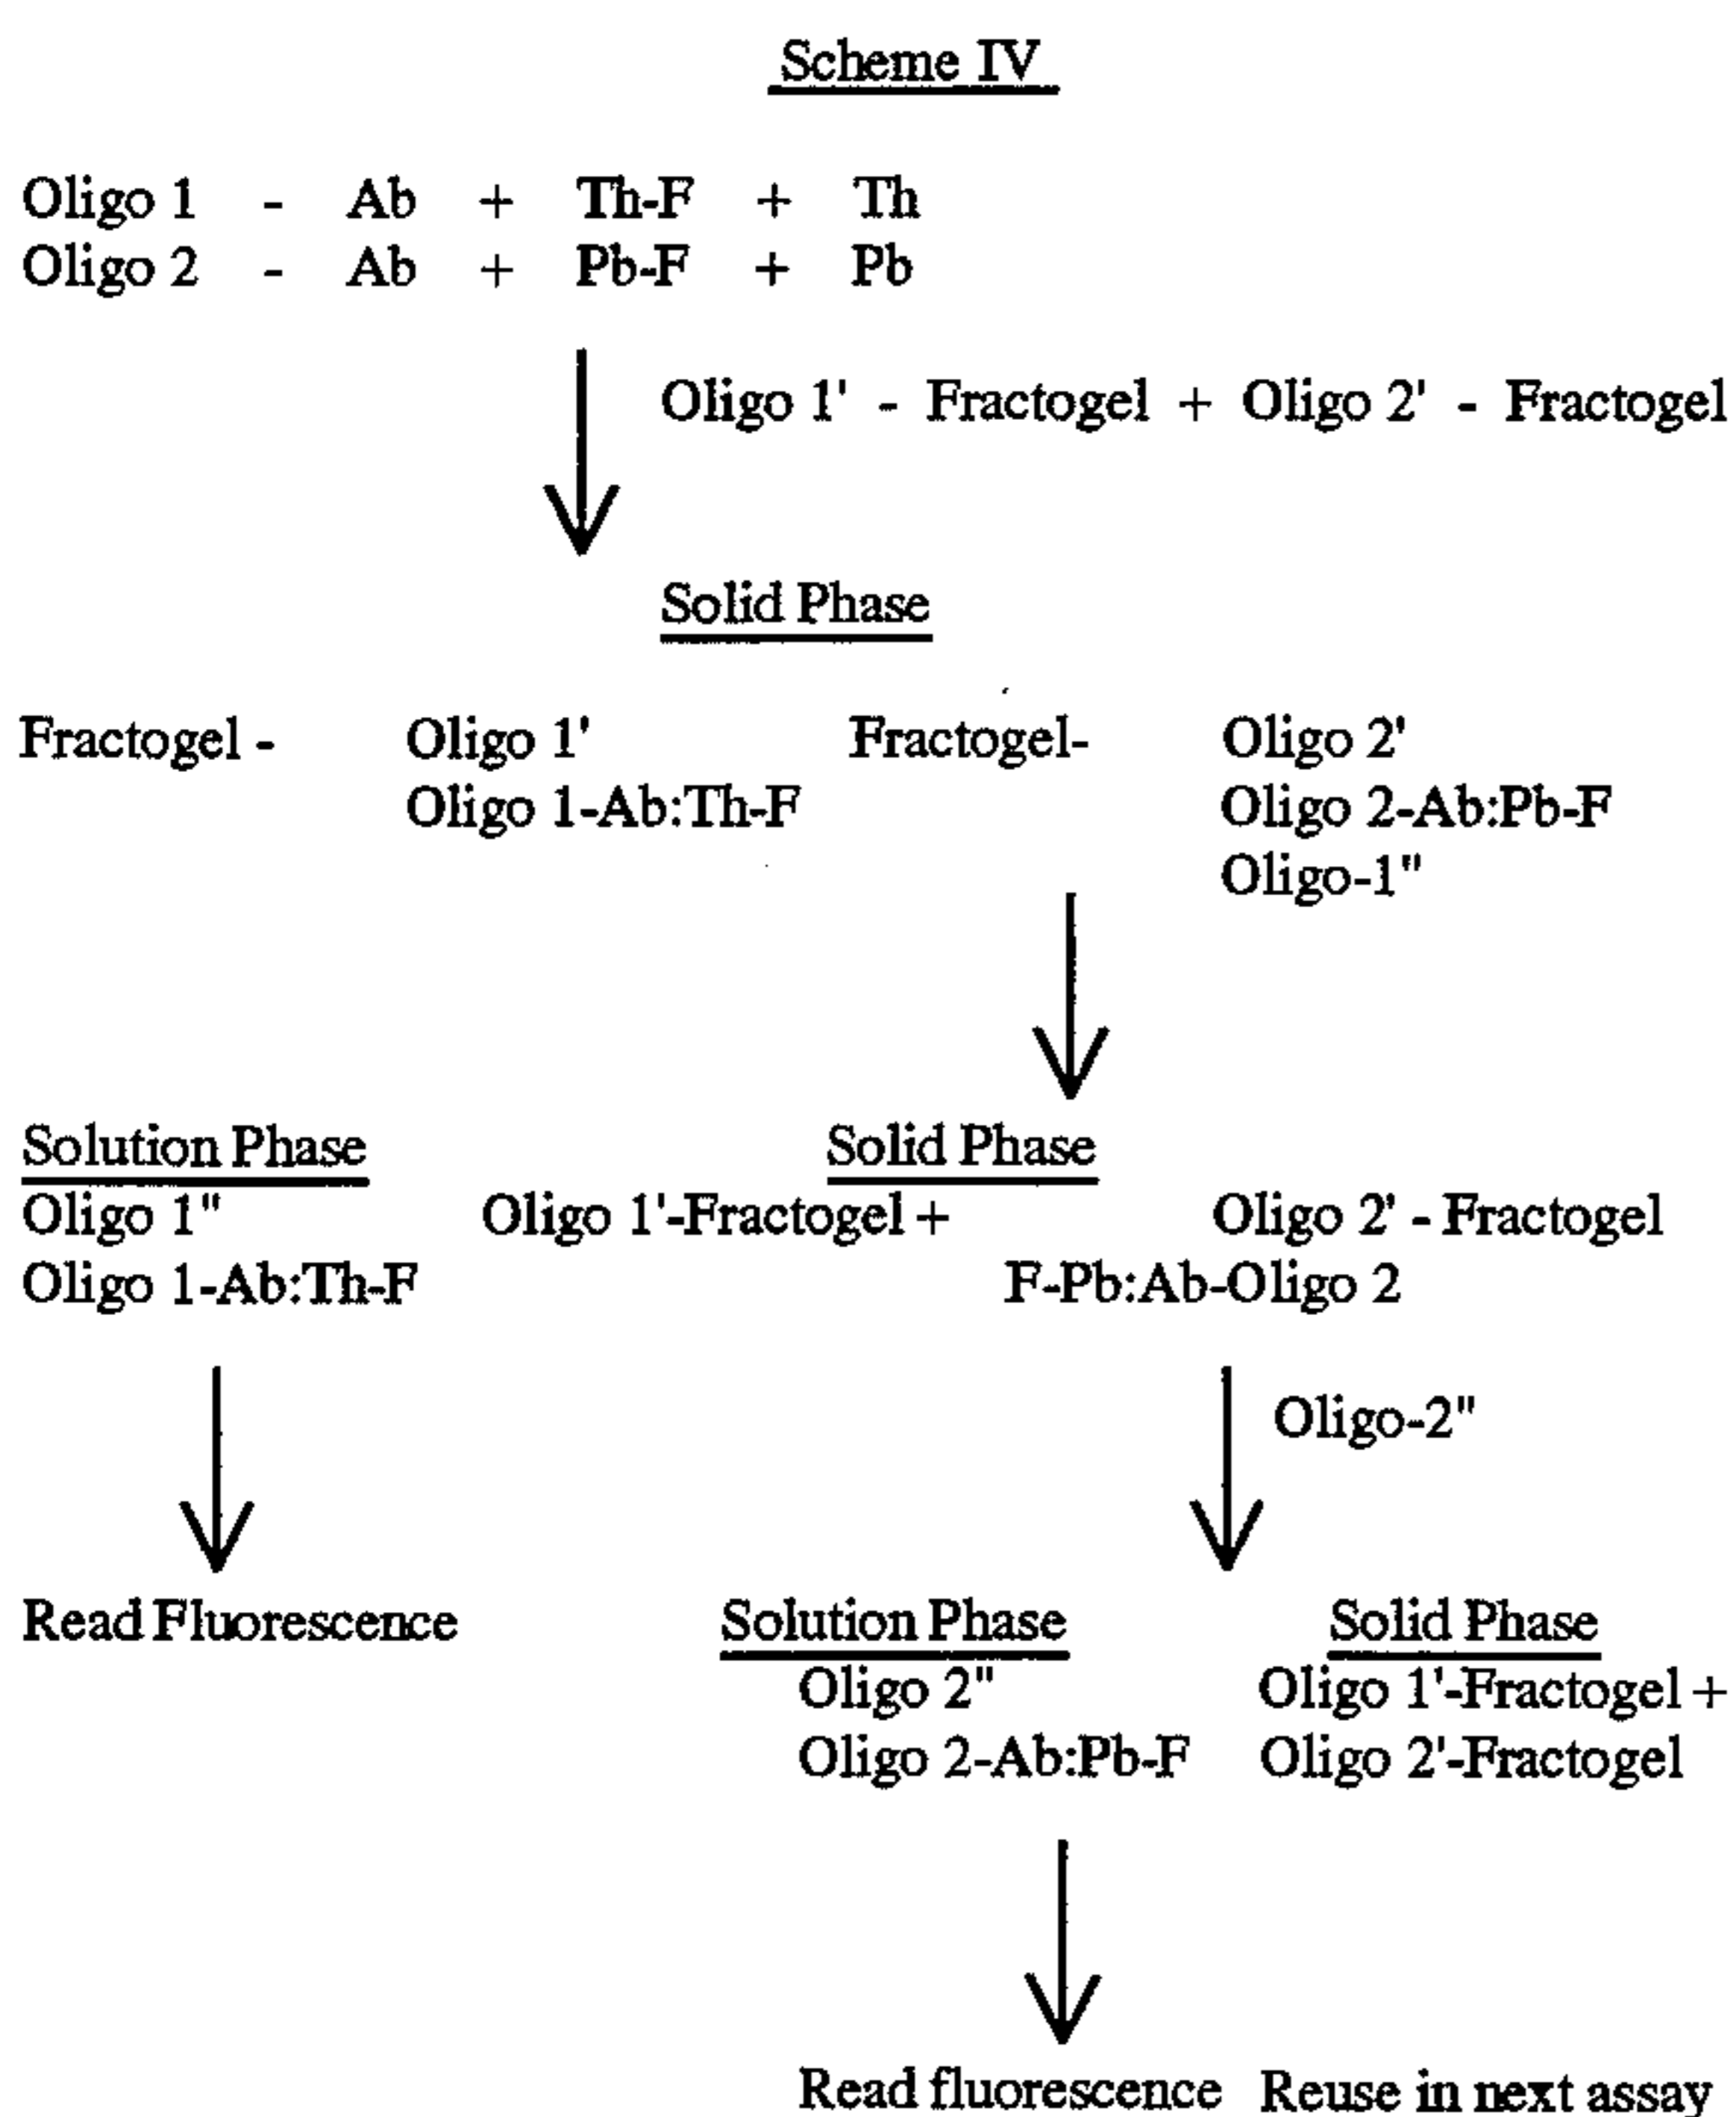 Scheme IV
Oligo 1 - Ab + Th-F + Th
Oligo 2 - Ab + Pb-F + Pb
Oligo 1' - Fractogel + Oligo 2' - Fractogel
Solid Phase
Fractogel - Oligo 1' Fractogel- Oligo 2'
Oligo 1-Ab:Th-F Oligo 2-Ab:Pb-F
Oligo-1"
Solution Phase Solid Phase
Oligo 1" Oligo 1'-Fractogel + Oligo 2' - Fractogel
Oligo 1-Ab:Th-F F-Pb:Ab-Oligo 2
Oligo-2"
Read Fluorescence Solution Phase Solid Phase
Oligo 2" Oligo 1'-Fractogel +
Oligo 2-Ab:Pb-F Oligo 2'-Fractogel
Read fluorescence Reuse in next assay